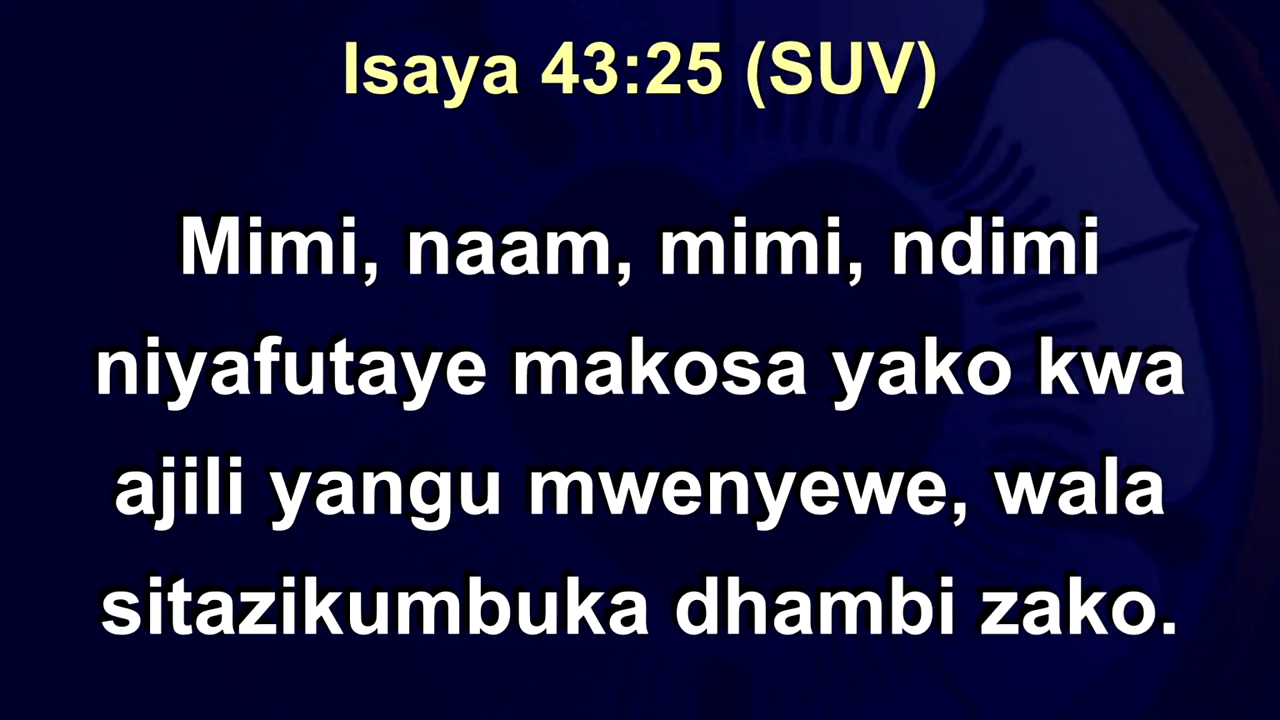 Isaya 43:25 (SUV)
Mimi, naam, mimi, ndimi
niyafutaye makosa yako kwa
ajili yangu mwenyewe, wala
sitazikumbuka dhambi zako.